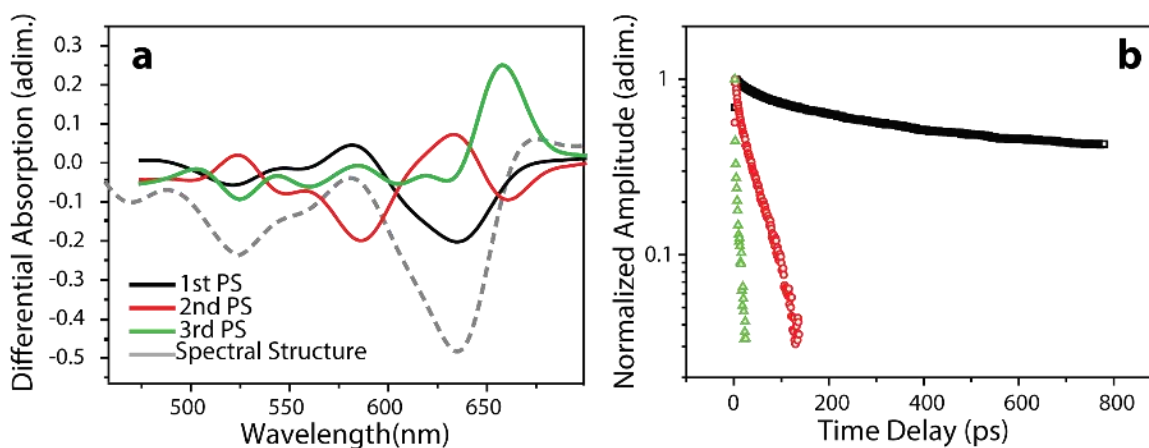 a
0.3
0.2
0.1
0.0
-0.1
-0.2
-0.3
-0.4
-0.5
Differential Absorption (adim.)
1st PS
2nd PS
3rd PS
Spectral Structure
500
550
600
650
Wavelength(nm)
b
1
0.1
Normalized Amplitude (adim.)
0
200
400
600
800
Time Delay (ps)